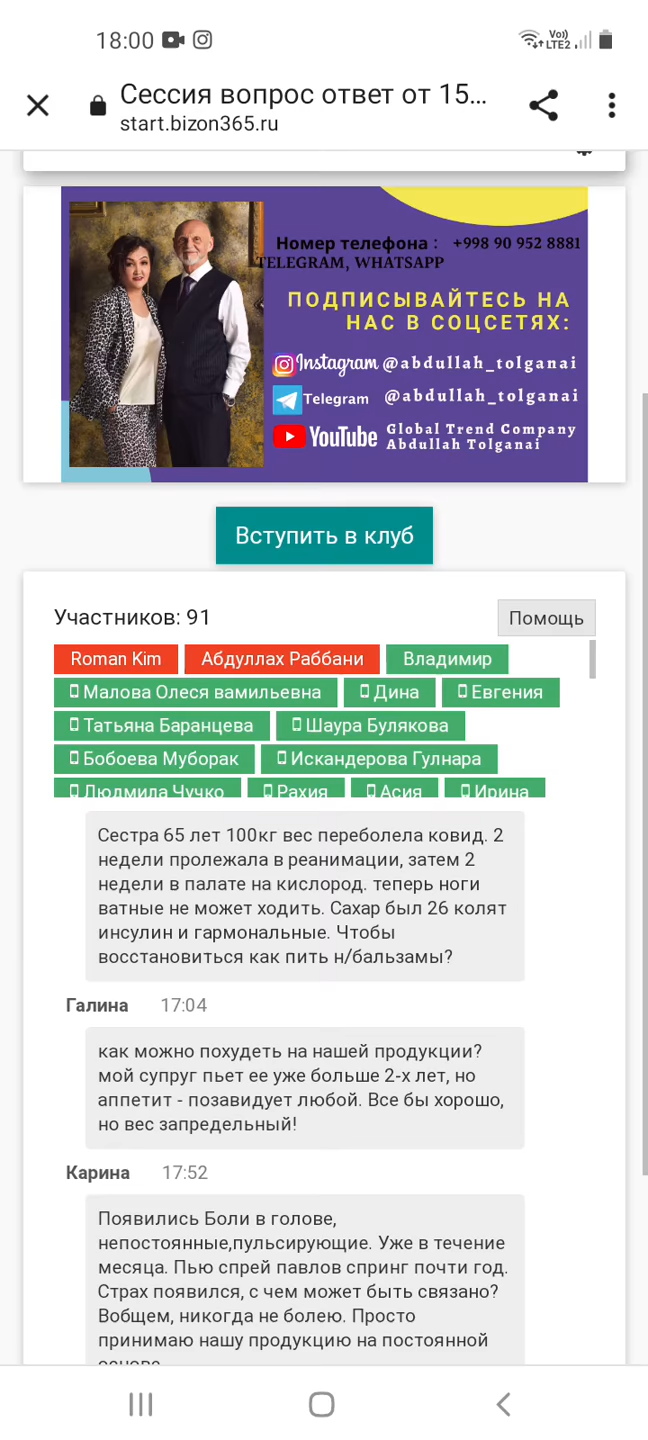 18:00
Vo)
LTE2
Сессия вопрос ответ от 15...
start.bizon365.ru
Номер телефона : +998 90 952 8881
TELEGRAM, WHATSAPP
ПОДПИСЫВАЙТЕСЬ НА
НАС В СОЦСЕТЯХ:
Instagram @abdullah_tolganai
Telegram @abdullah_tolganai
YouTube Global Trend Company
Abdullah Tolganai
Вступить в клуб
Участников: 91
Помощь
Roman Kim Абдуллах Раббани Владимир
Малова Олеся вамильевна Дина Евгения
Татьяна Баранцева Шаура Булякова
Бобоева Муборак Искандерова Гулнара
Людмила Чучко Рахия Асия Ирина
Сестра 65 лет 100кг вес переболела ковид. 2
недели пролежала в реанимации, затем 2
недели в палате на кислород. теперь ноги
ватные не может ходить. Сахар был 26 колят
инсулин и гармональные. Чтобы
восстановиться как пить н/бальзамы?
Галина 17:04
как можно похудеть на нашей продукции?
мой супруг пьет ее уже больше 2-х лет, но
аппетит - позавидует любой. Все бы хорошо,
но вес запредельный!
Карина 17:52
Появились Боли в голове,
непостоянные,пульсирующие. Уже в течение
месяца. Пью спрей павлов спринг почти год.
Страх появился, с чем может быть связано?
Вобщем, никогда не болею. Просто
принимаю нашу продукцию на постоянной